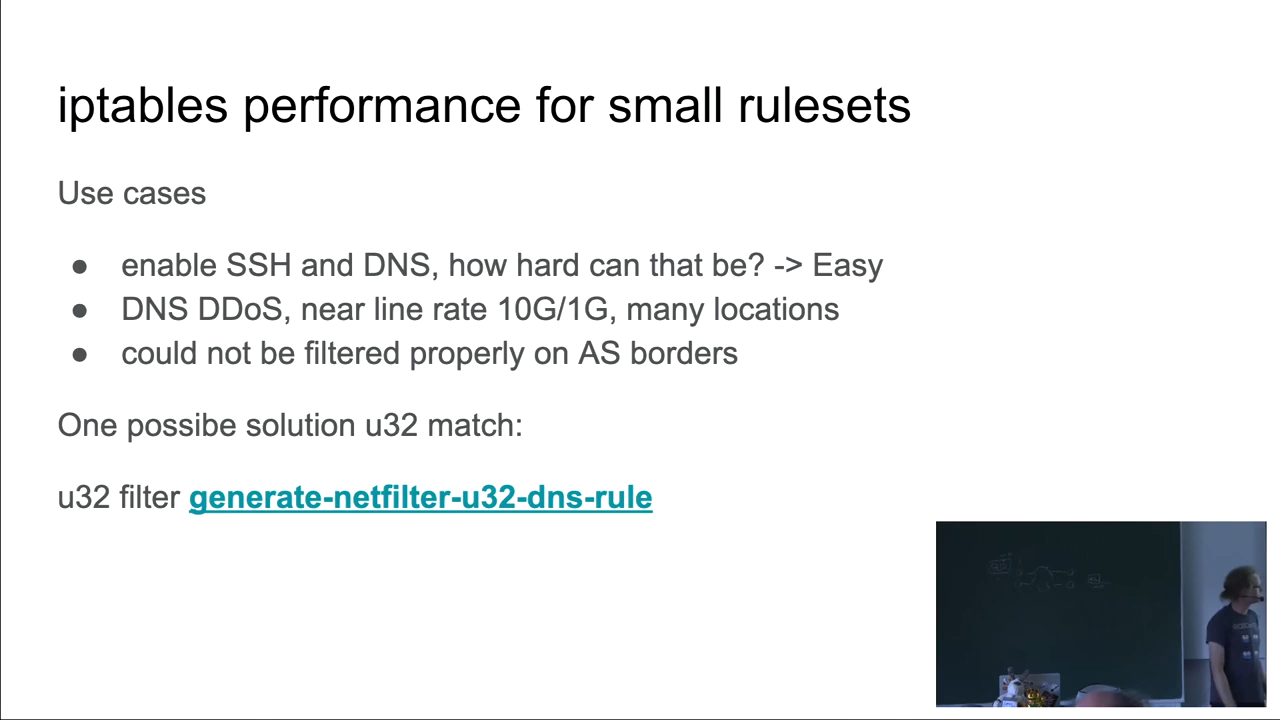 iptables performance for small rulesets
Use cases
● enable SSH and DNS, how hard can that be? -> Easy
● DNS DDoS, near line rate 10G/1G, many locations
● could not be filtered properly on AS borders
One possibe solution u32 match:
u32 filter generate-netfilter-u32-dns-rule